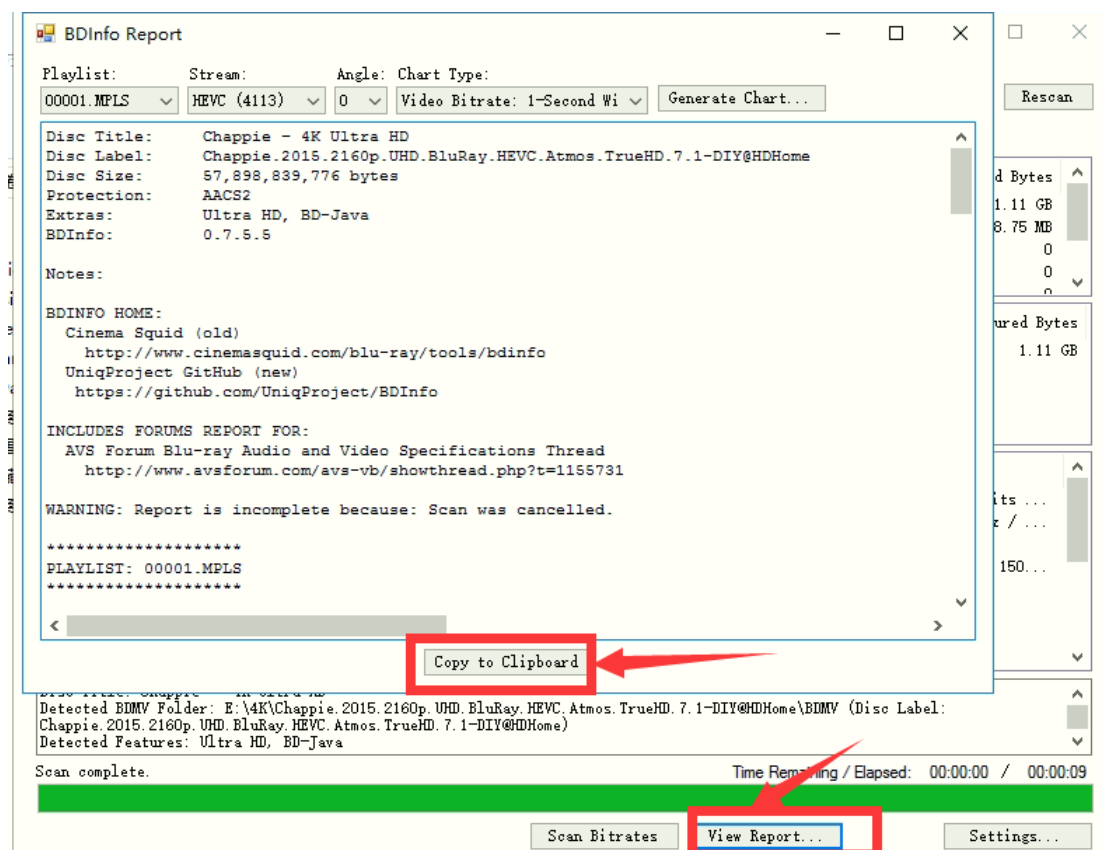 BDInfo Report
Playlist: Stream: Angle: Chart Type:
00001.MPLS HEVC (4113) 0 Video Bitrate: 1-Second Wi Generate Chart...
Rescan
Disc Title: Chappie - 4K Ultra HD
Disc Label: Chappie.2015.2160p.UHD.BluRay.HEVC.Atmos.TrueHD.7.1-DIY@HDHome
Disc Size: 57,898,839,776 bytes
Protection: AACS2
Extras: Ultra HD, BD-Java
BDInfo: 0.7.5.5
Notes:
BDINFO HOME:
Cinema Squid (old)
http://www.cinemasquid.com/blu-ray/tools/bdinfo
UniqProject GitHub (new)
https://github.com/UniqProject/BDInfo
INCLUDES FORUMS REPORT FOR:
AVS Forum Blu-ray Audio and Video Specifications Thread
http://www.avsforum.com/avs-vb/showthread.php?t=1155731
WARNING: Report is incomplete because: Scan was cancelled.
********************
PLAYLIST: 00001.MPLS
********************
Copy to Clipboard
d Bytes
1.11 GB
8.75 MB
0
0
ured Bytes
1.11 GB
its ...
z / ...
150...
Detected BDMV Folder: E:\4K\Chappie.2015.2160p.UHD.BluRay.HEVC.Atmos.TrueHD.7.1-DIY@HDHome\BDMV (Disc Label:
Chappie.2015.2160p.UHD.BluRay.HEVC.Atmos.TrueHD.7.1-DIY@HDHome)
Detected Features: Ultra HD, BD-Java
Scan complete. Time Remaining / Elapsed: 00:00:00 / 00:00:09
Scan Bitrates View Report... Settings...